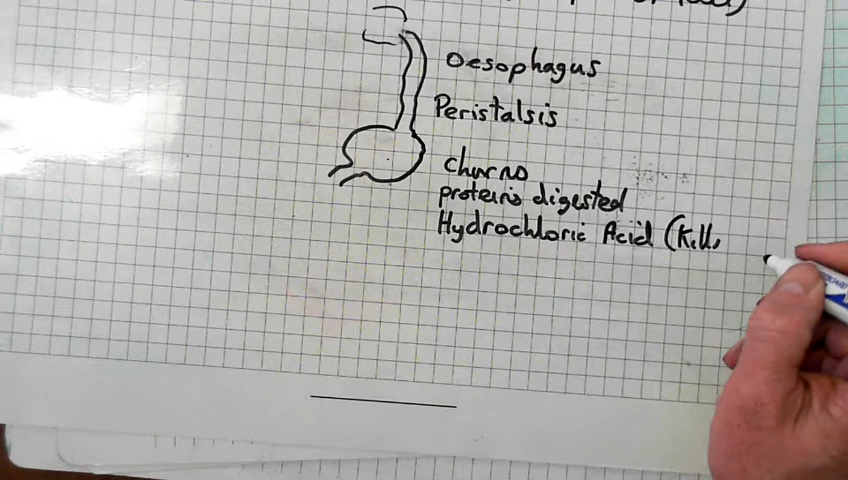 Oesophagus
Peristalsis
Churns
proteins digested
Hydrochloric Acid (Kills